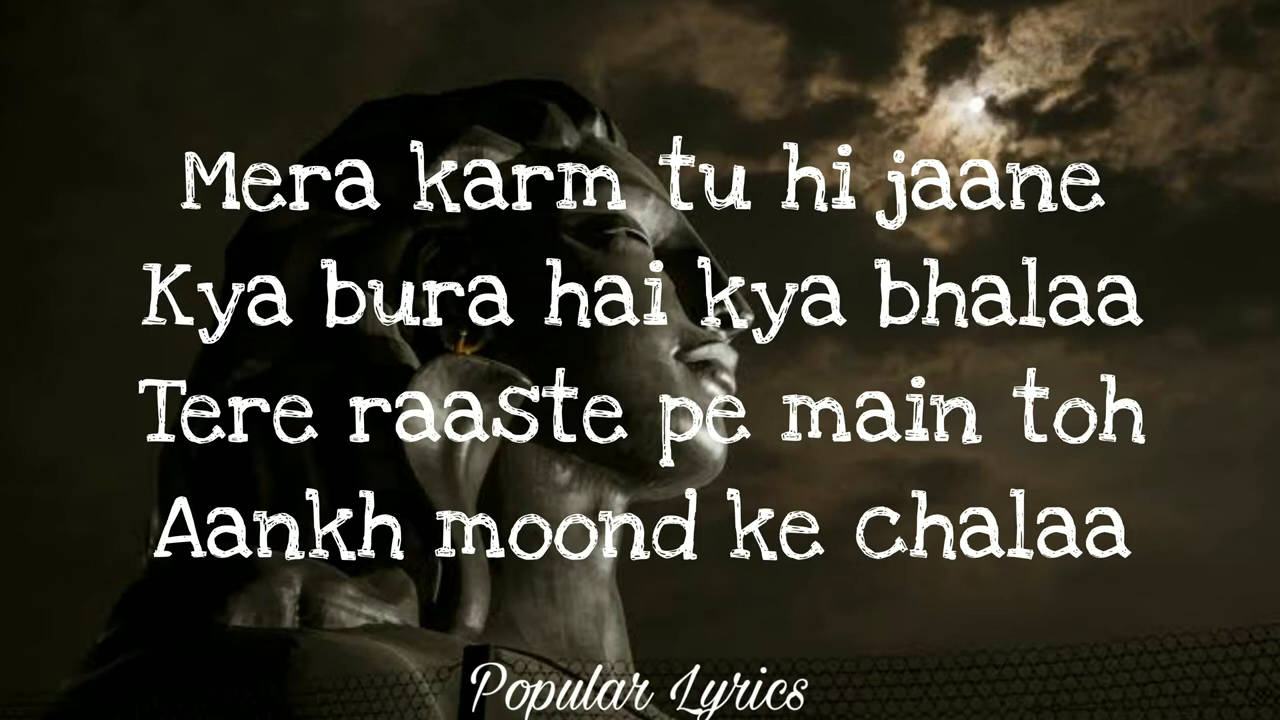 Mera karm tu hi jaane
Kya bura hai kya bhalaa
Tere raaste pe main toh
Aankh moond ke chalaa
Popular Lyrics